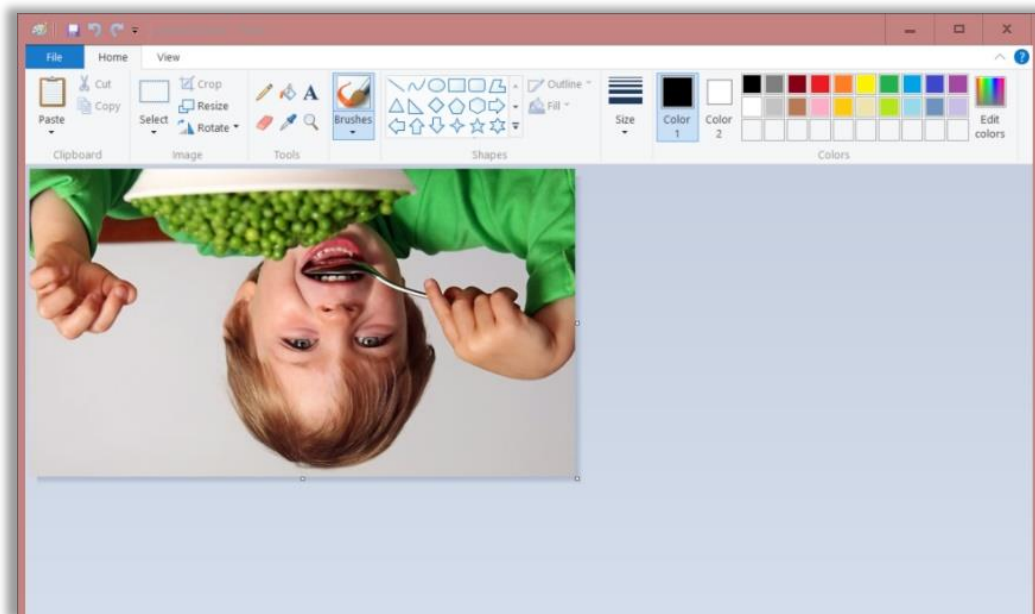 File Home View
Cut
Copy
Paste
Clipboard
Select
Crop
Resize
Rotate
Image
A
Tools
Brushes
Outline
Fill
Shapes
Size
Color 1
Color 2
Edit colors
Colors